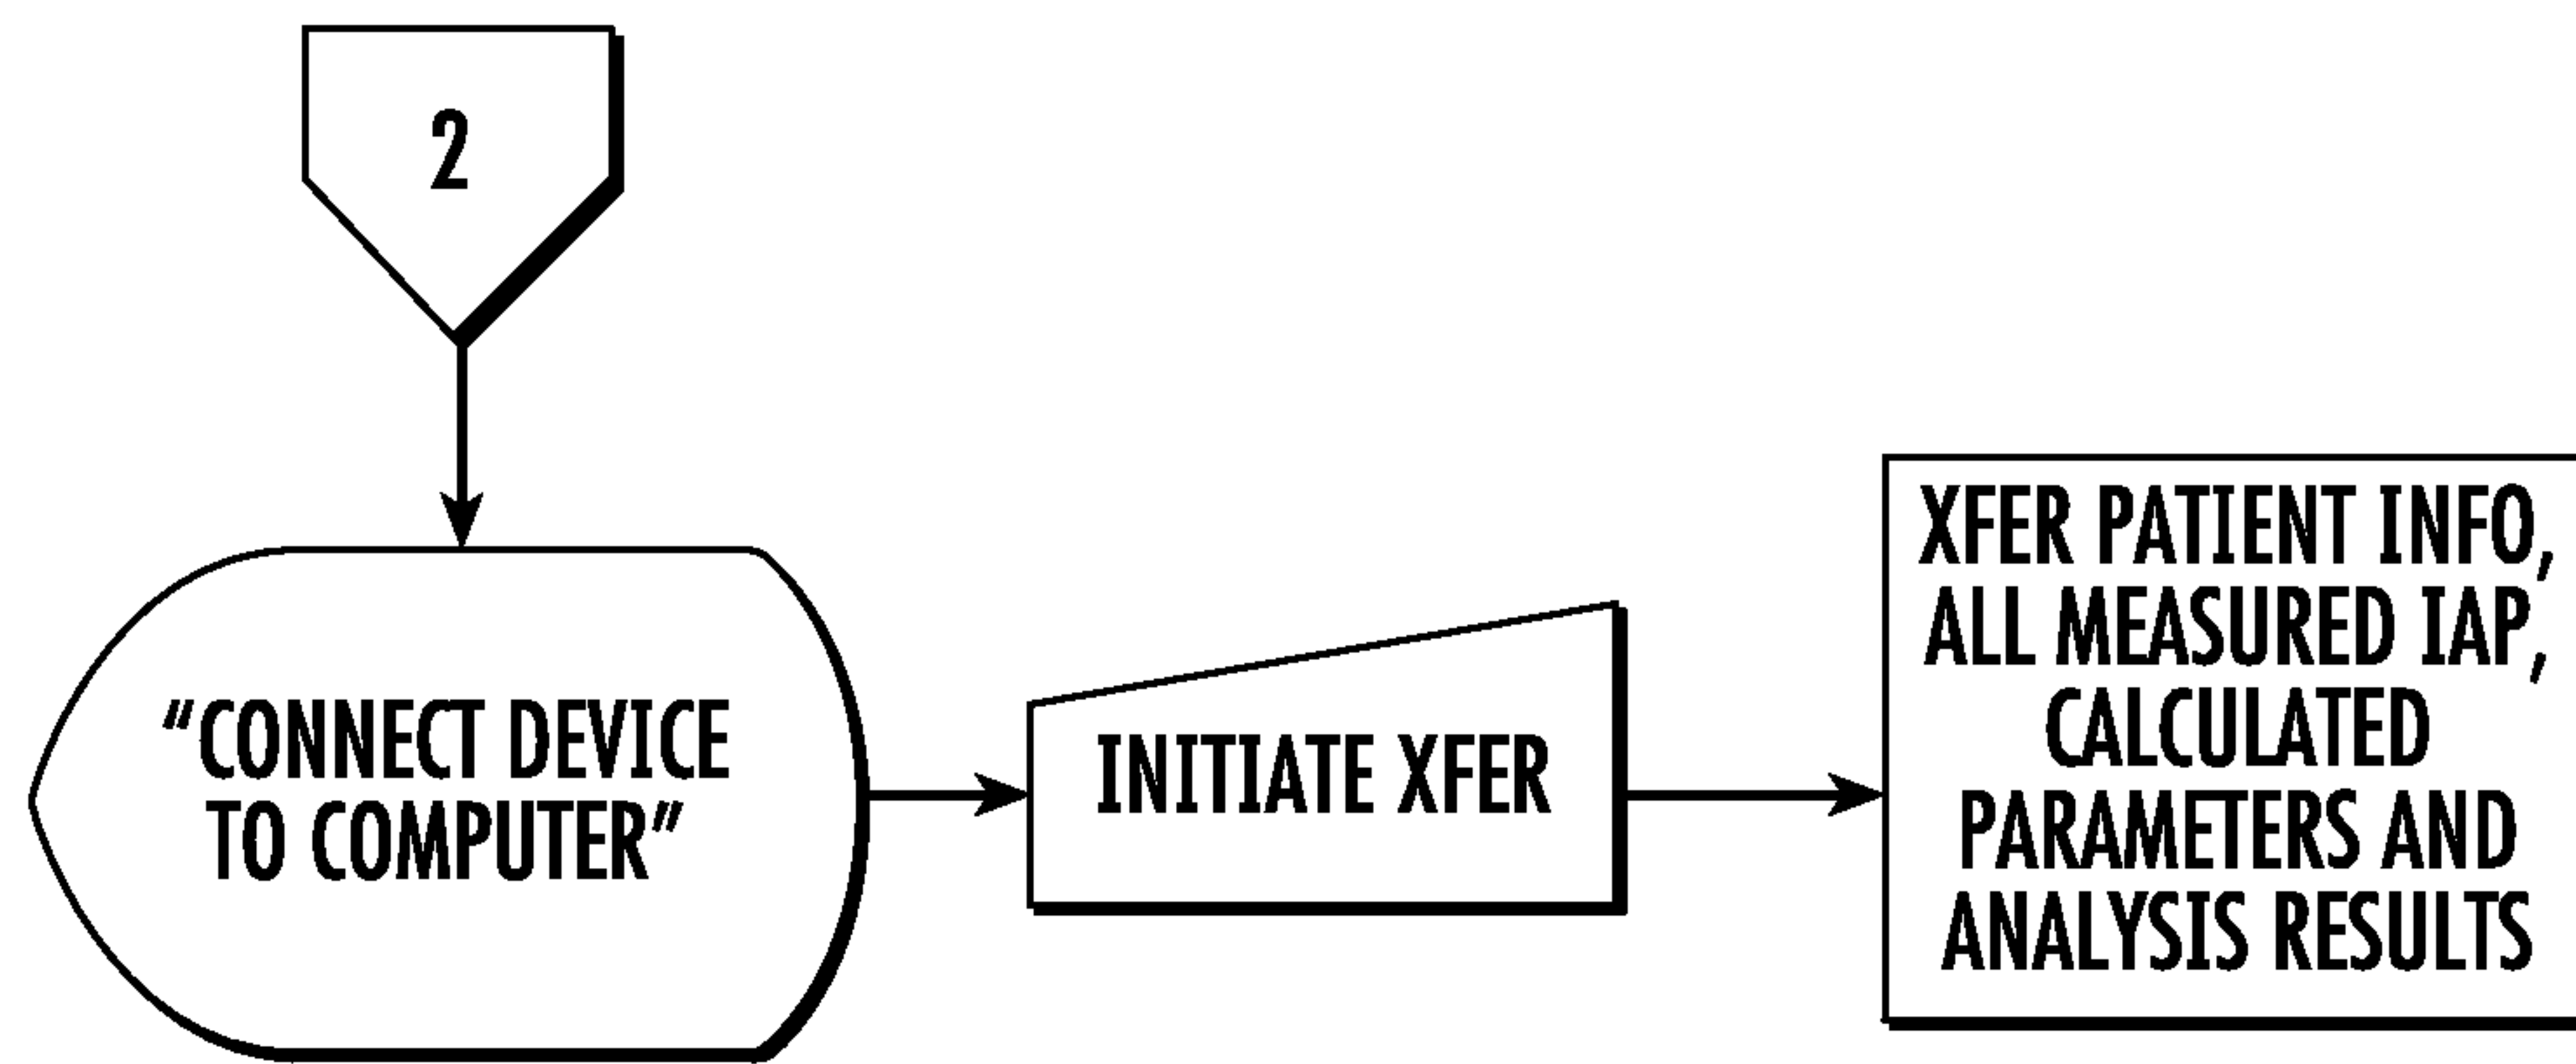 2
"CONNECT DEVICE
TO COMPUTER"
INITIATE XFER
XFER PATIENT INFO,
ALL MEASURED IAP,
CALCULATED
PARAMETERS AND
ANALYSIS RESULTS